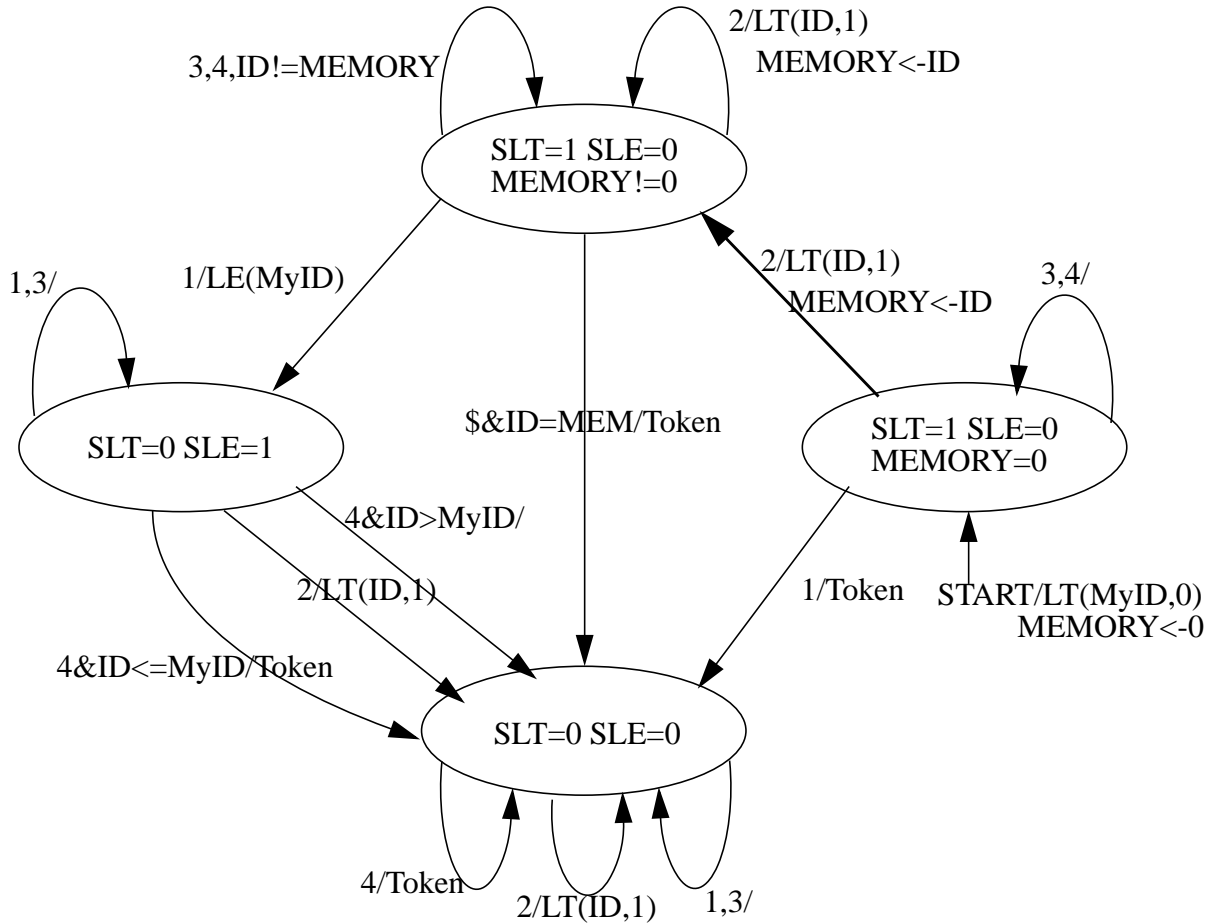 2/LT(ID,1)
MEMORY<-ID
3,4,ID!=MEMORY
SLT=1 SLE=0
MEMORY!=0
2/LT(ID,1)
MEMORY<-ID
1/LE(MyID)
1,3/
3,4/
$&ID=MEM/Token
SLT=0 SLE=1
SLT=1 SLE=0
MEMORY=0
4&ID>MyID/
2/LT(ID,1)
1/Token
START/LT(MyID,0)
MEMORY<-0
4&ID<=MyID/Token
SLT=0 SLE=0
4/Token
2/LT(ID,1)
1,3/